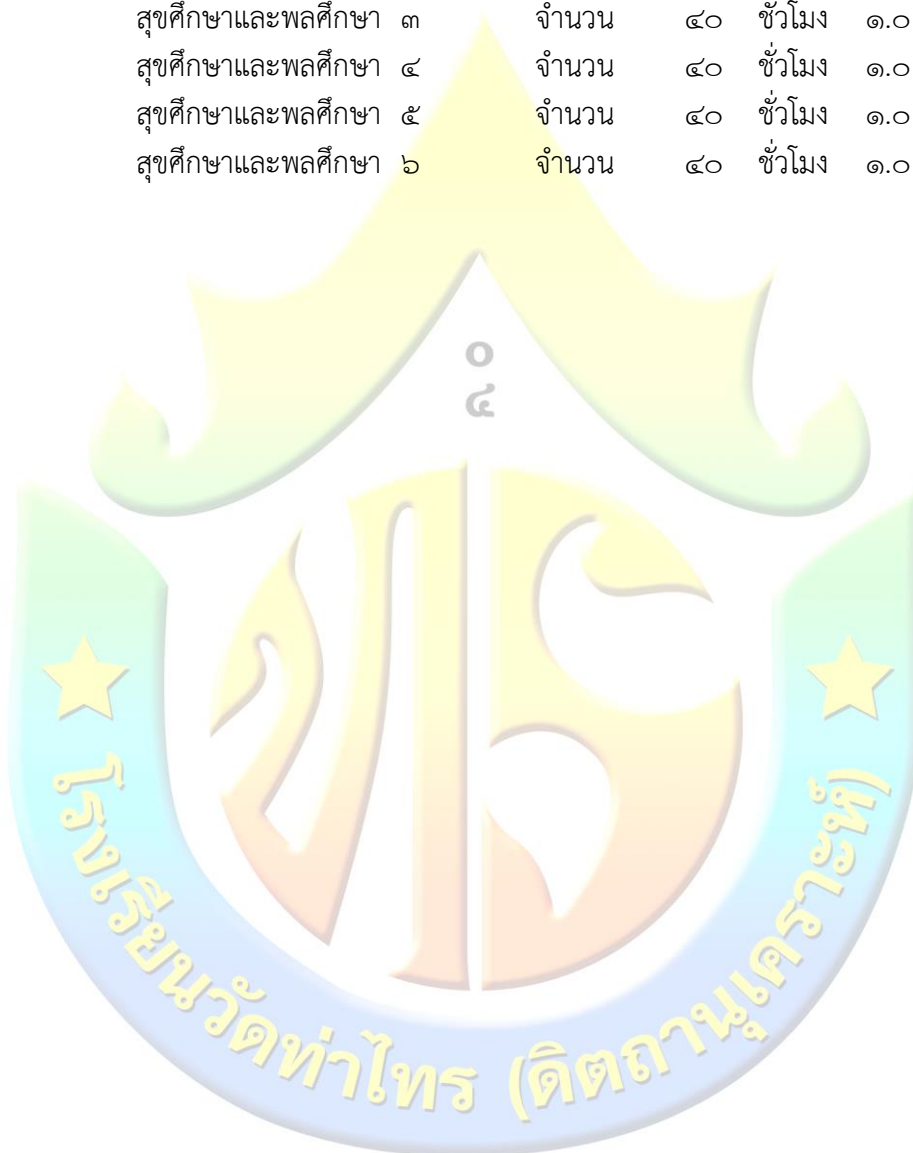 สุขศึกษาและพลศึกษา ๓ จำนวน ๔๐ ชั่วโมง ๑.๐
สุขศึกษาและพลศึกษา ๔ จำนวน ๔๐ ชั่วโมง ๑.๐
สุขศึกษาและพลศึกษา ๕ จำนวน ๔๐ ชั่วโมง ๑.๐
สุขศึกษาและพลศึกษา ๖ จำนวน ๔๐ ชั่วโมง ๑.๐
๐
๔
ทร
โรงเรียนวัดท่าไทร (ดิตถานุเคราะห์)